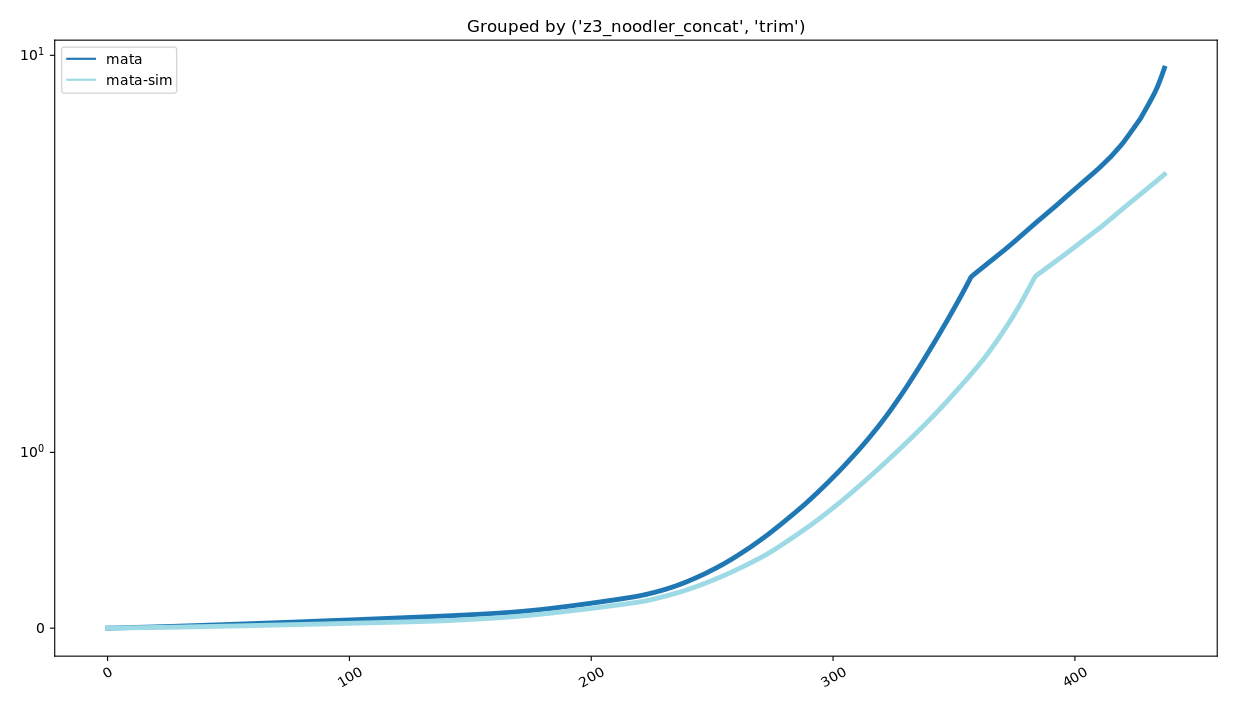 Grouped by ('z3_noodler_concat', 'trim')
10¹
mata
mata-sim
10⁰
0
0
100
200
300
400